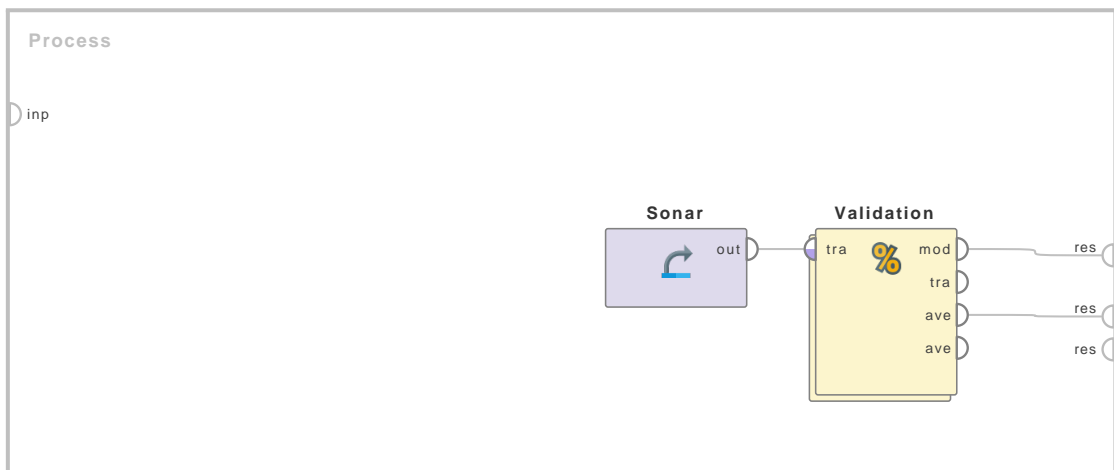 Process
inp
Sonar
Validation
out
tra
%
mod
res
tra
ave
res
ave
res